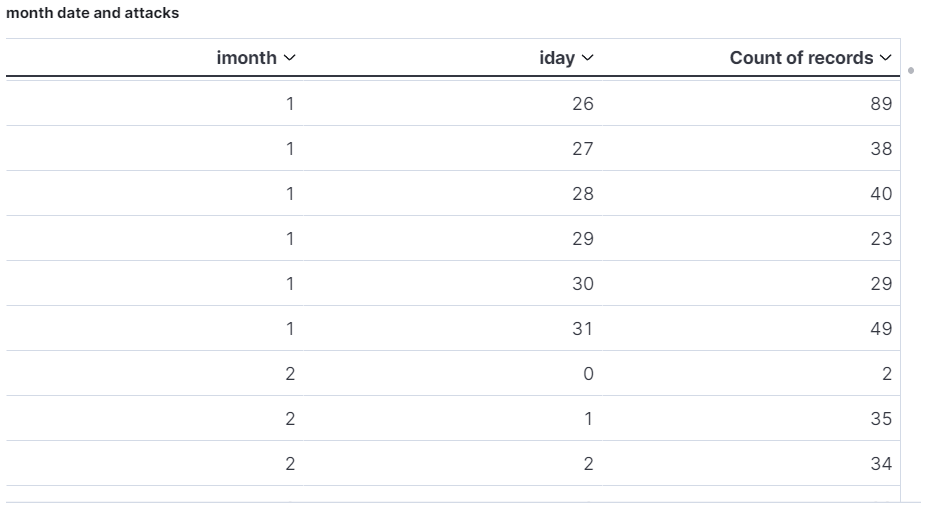 month date and attacks
imonth iday Count of records
1 26 89
1 27 38
1 28 40
1 29 23
1 30 29
1 31 49
2 0 2
2 1 35
2 2 34